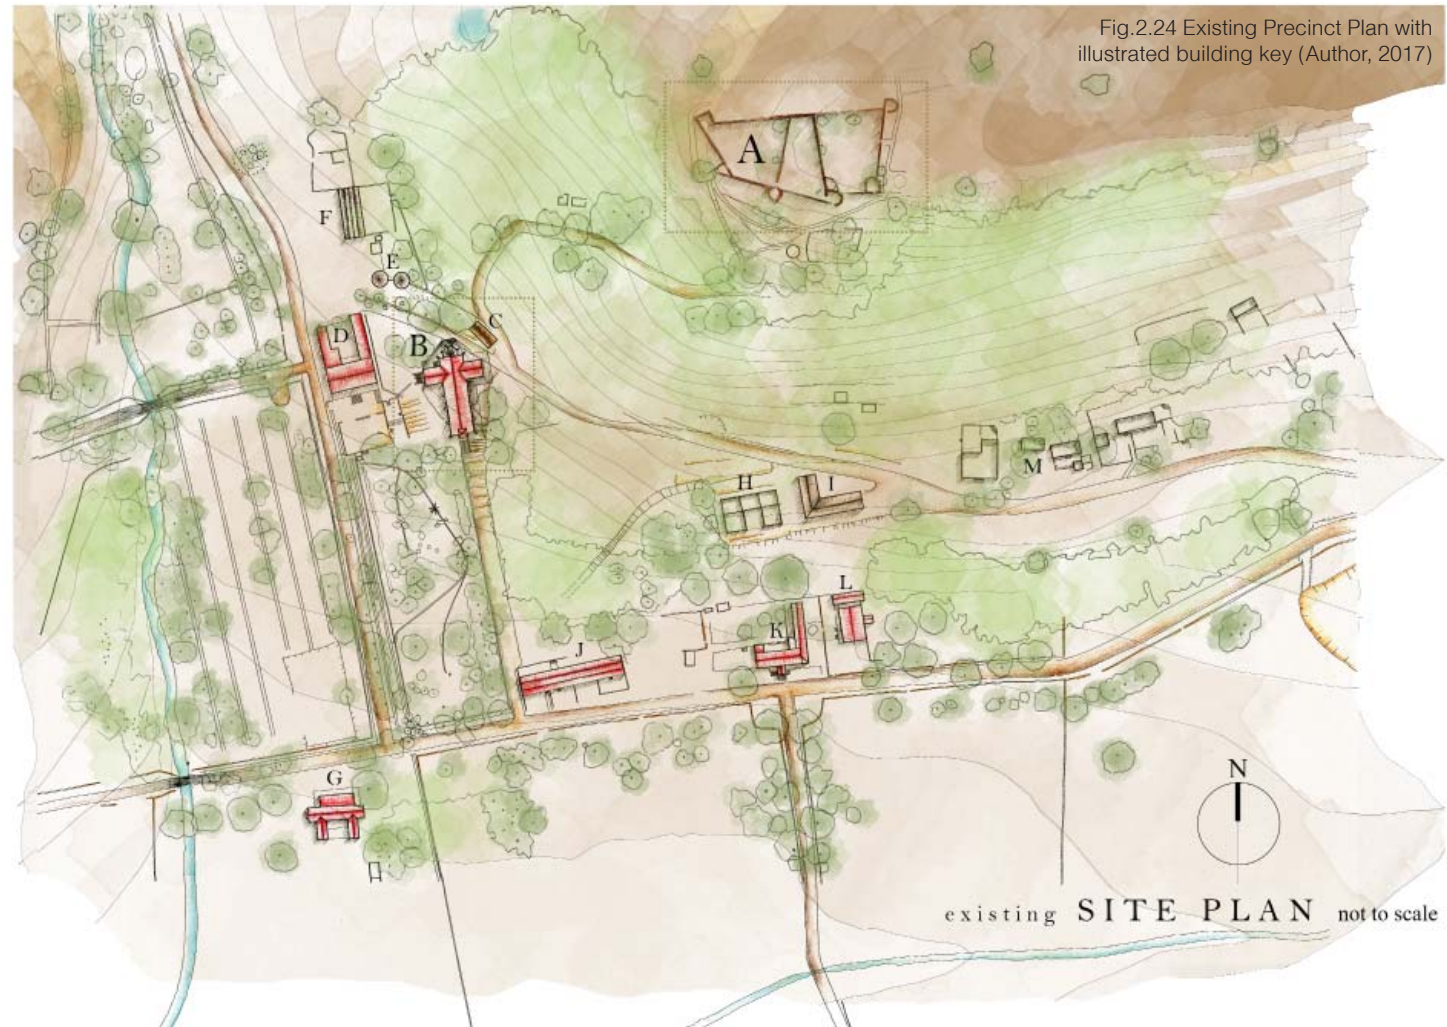 Fig.2.24 Existing Precinct Plan with
illustrated building key (Author, 2017)
A
F
E
C
D
B
H
I
M
L
K
J
G
N
existing SITE PLAN not to scale